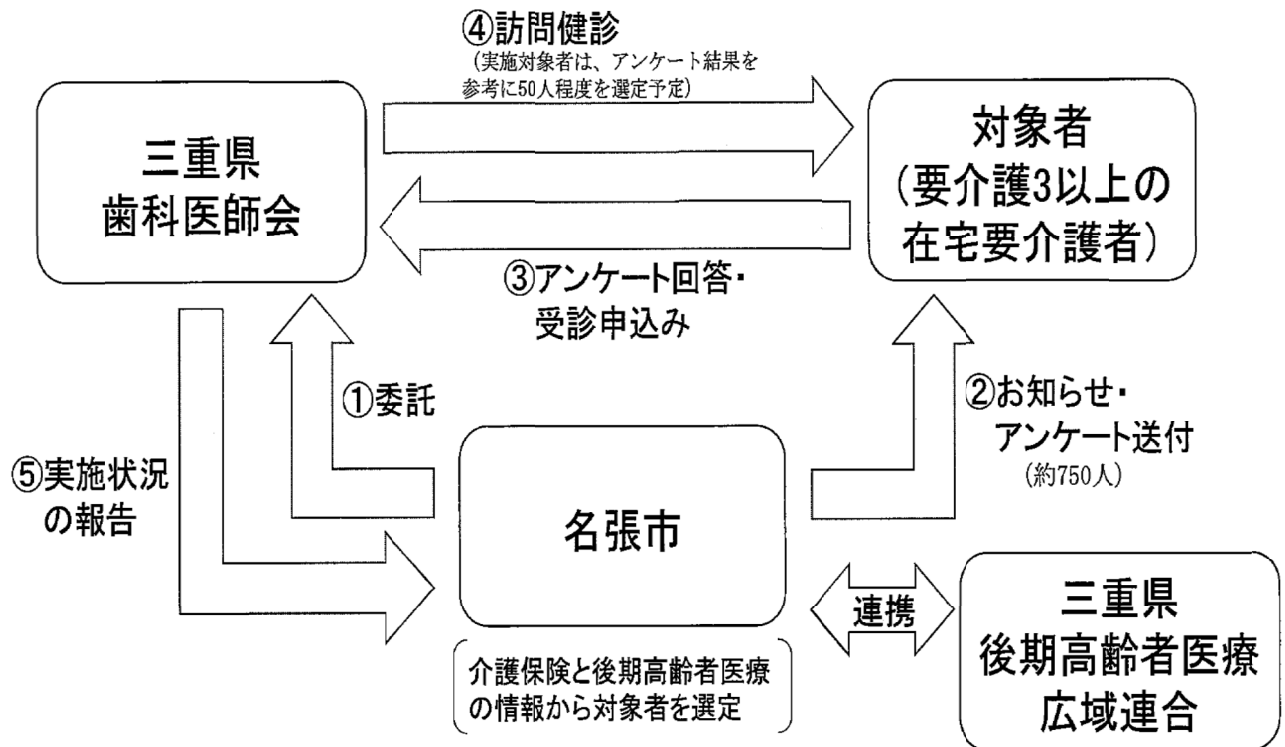 ④訪問健診
(実施対象者は、アンケート結果を
参考に50人程度を選定予定)
三重県
歯科医師会
対象者
(要介護3以上の
在宅要介護者)
③アンケート回答・
受診申込み
①委託
②お知らせ・
アンケート送付
(約750人)
⑤実施状況
の報告
名張市
連携
三重県
後期高齢者医療
広域連合
介護保険と後期高齢者医療
の情報から対象者を選定